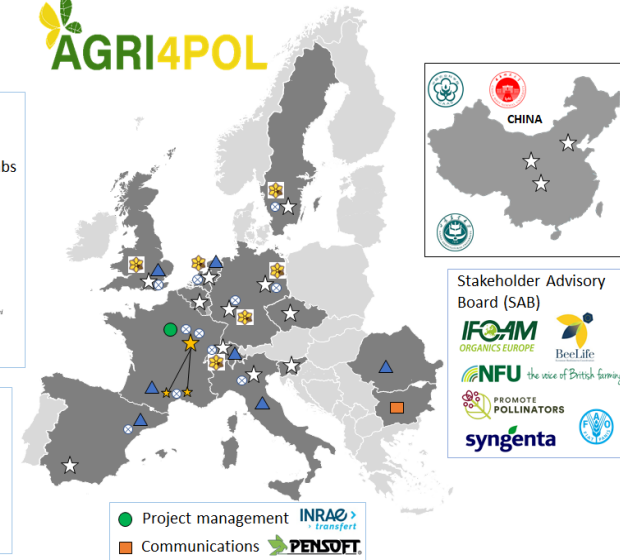 AGRI4POL
bs
CHINA
Stakeholder Advisory
Board (SAB)
IFOAM
ORGANICS EUROPE
BeeLife
NFU the voice of British farming
PROMOTE
POLLINATORS
syngenta
FAO
Project management INRAE
transfert
Communications PENSOFT.